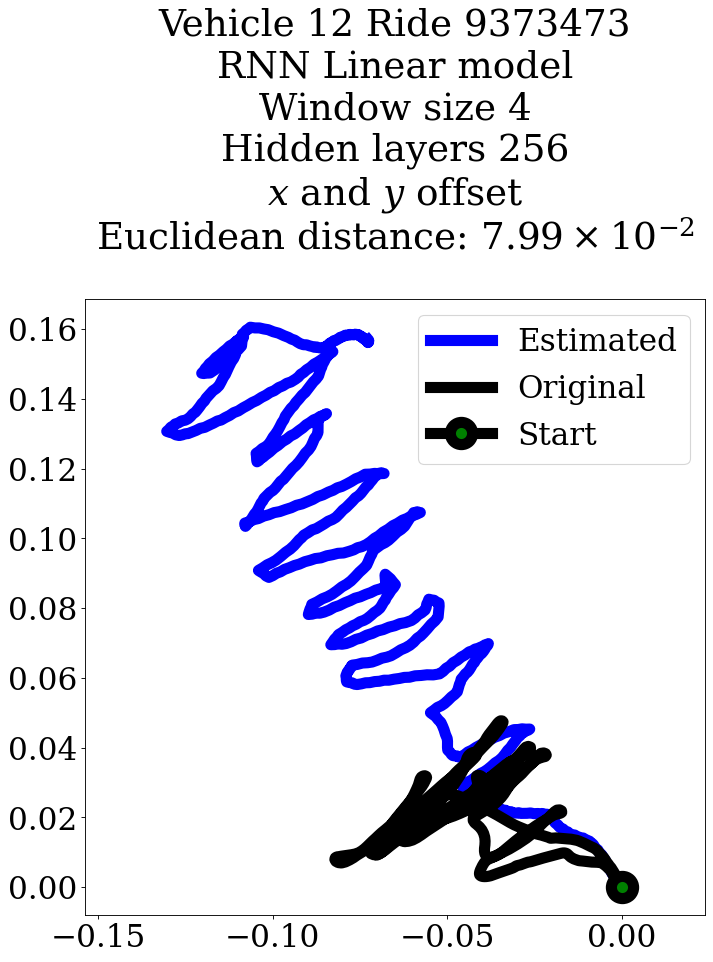 Vehicle 12 Ride 9373473
RNN Linear model
Window size 4
Hidden layers 256
x and y offset
Euclidean distance: 7.99 × 10⁻²
Estimated
Original
Start
0.16
0.14
0.12
0.10
0.08
0.06
0.04
0.02
0.00
−0.15 −0.10 −0.05 0.00